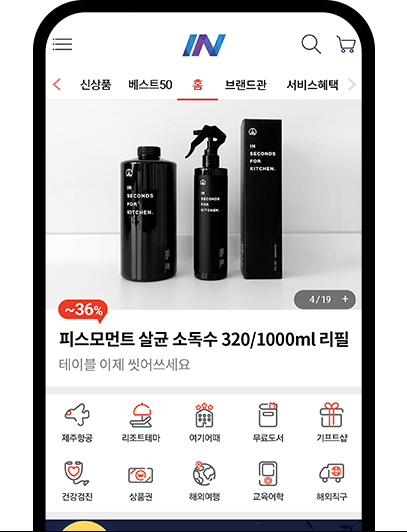 IN
신상품 베스트50 홈 브랜드관 서비스혜택
IN
SECONDS
FOR
KITCHEN.
IN
SECONDS
FOR
KITCHEN.
IN
SECONDS
FOR
KITCHEN.
4/19 +
~36%
피스모먼트 살균 소독수 320/1000ml 리필
테이블 이제 씻어쓰세요
제주항공 리조트테마 여기어때 무료도서 기프트샵
건강검진 상품권 해외여행 교육어학 해외직구